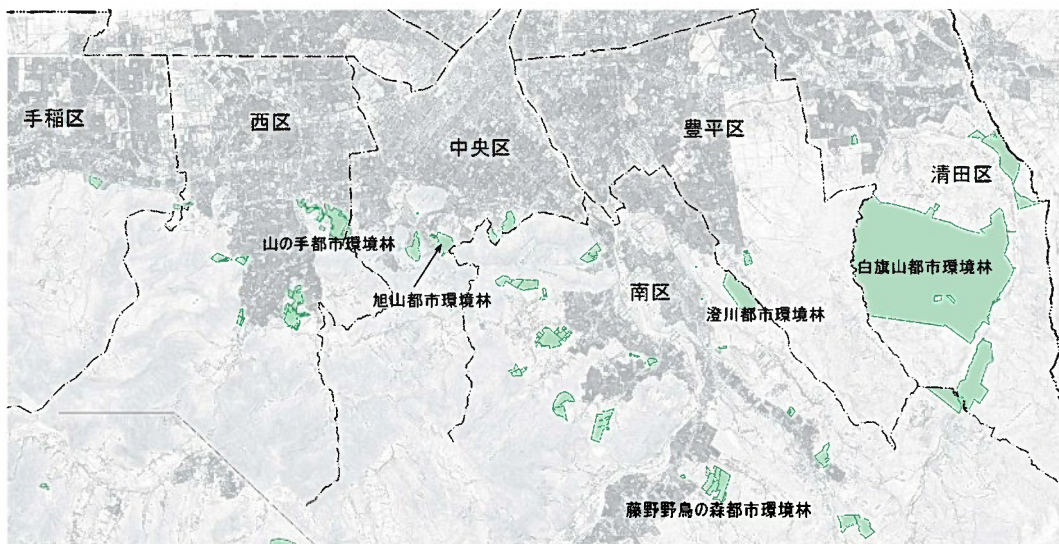 手稲区
西区
中央区
豊平区
清田区
山の手都市環境林
旭山都市環境林
南区
澄川都市環境林
白旗山都市環境林
藤野野鳥の森都市環境林